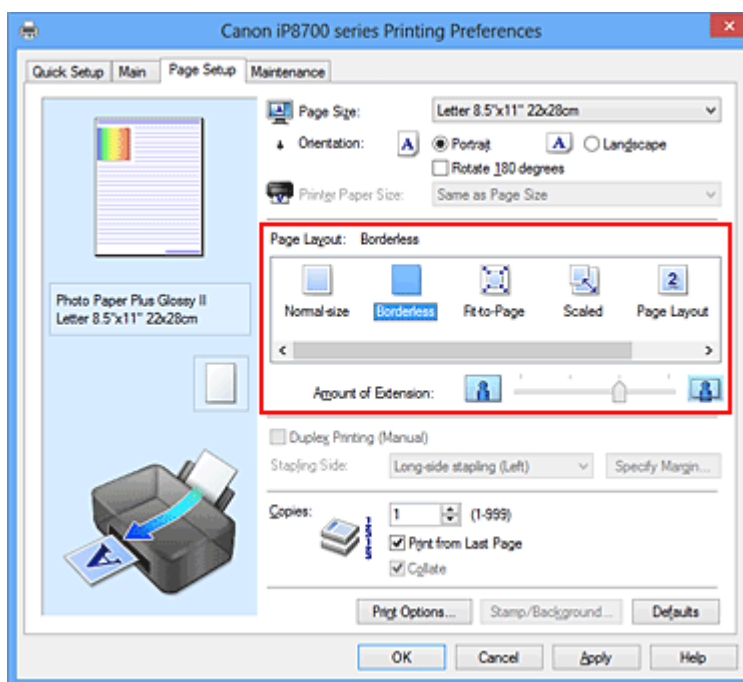 Canon iP8700 series Printing Preferences
Quick Setup Main Page Setup Maintenance
Page Size: Letter 8.5"x11" 22x28cm
Orientation: A Portrait A Landscape
Rotate 180 degrees
Printer Paper Size: Same as Page Size
Page Layout: Borderless
2
Normal-size Borderless Fit-to-Page Scaled Page Layout
Photo Paper Plus Glossy II
Letter 8.5"x11" 22x28cm
Amount of Extension:
Duplex Printing (Manual)
Stapling Side: Long-side stapling (Left) Specify Margin...
Copies: 1 (1-999)
Print from Last Page
Collate
A
Print Options... Stamp/Background... Defaults
OK Cancel Apply Help